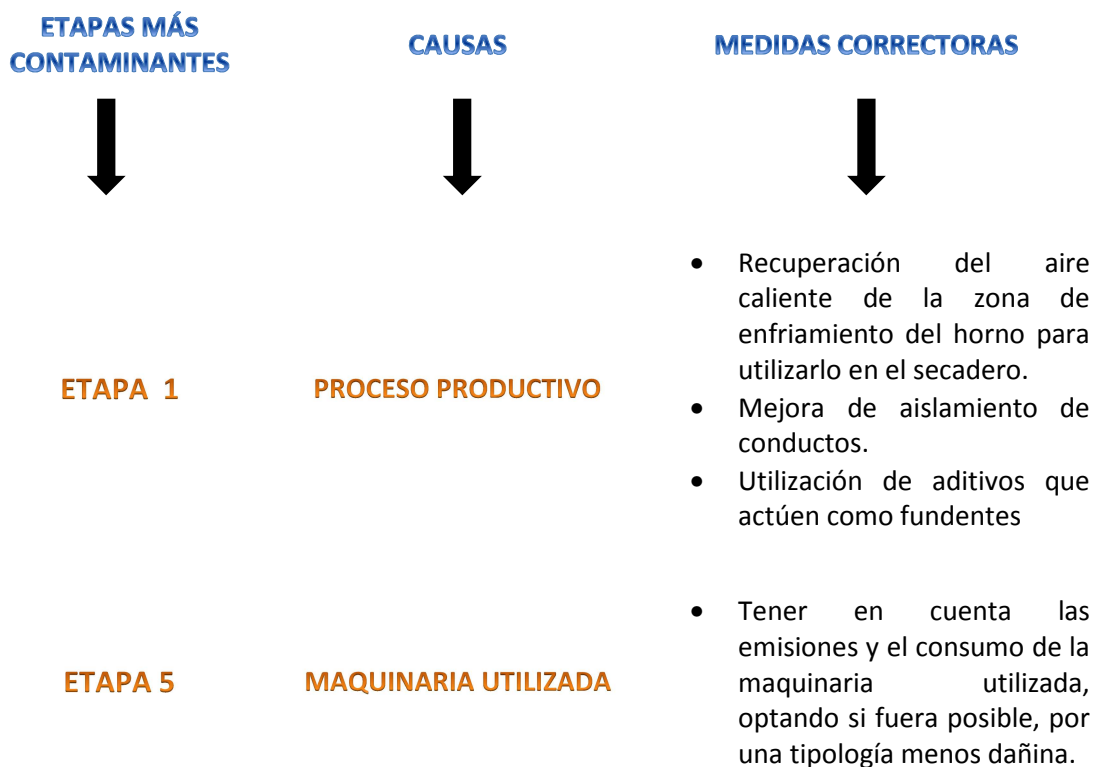 ETAPAS MÁS
CONTAMINANTES
CAUSAS
MEDIDAS CORRECTORAS
ETAPA 1
PROCESO PRODUCTIVO
• Recuperación del aire
caliente de la zona de
enfriamiento del horno para
utilizarlo en el secadero.
• Mejora de aislamiento de
conductos.
• Utilización de aditivos que
actúen como fundentes
ETAPA 5
MAQUINARIA UTILIZADA
• Tener en cuenta las
emisiones y el consumo de la
maquinaria utilizada,
optando si fuera posible, por
una tipología menos dañina.